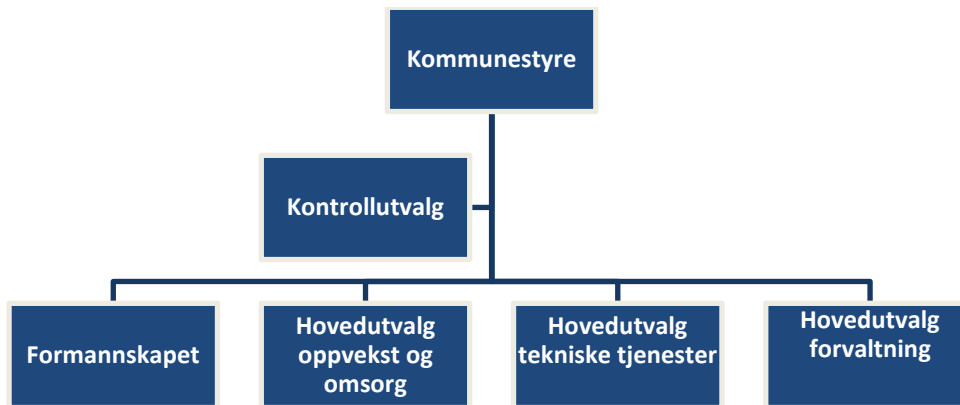 Kommunestyre
Kontrollutvalg
Formannskapet
Hovedutvalg
oppvekst og
omsorg
Hovedutvalg
tekniske tjenester
Hovedutvalg
forvaltning